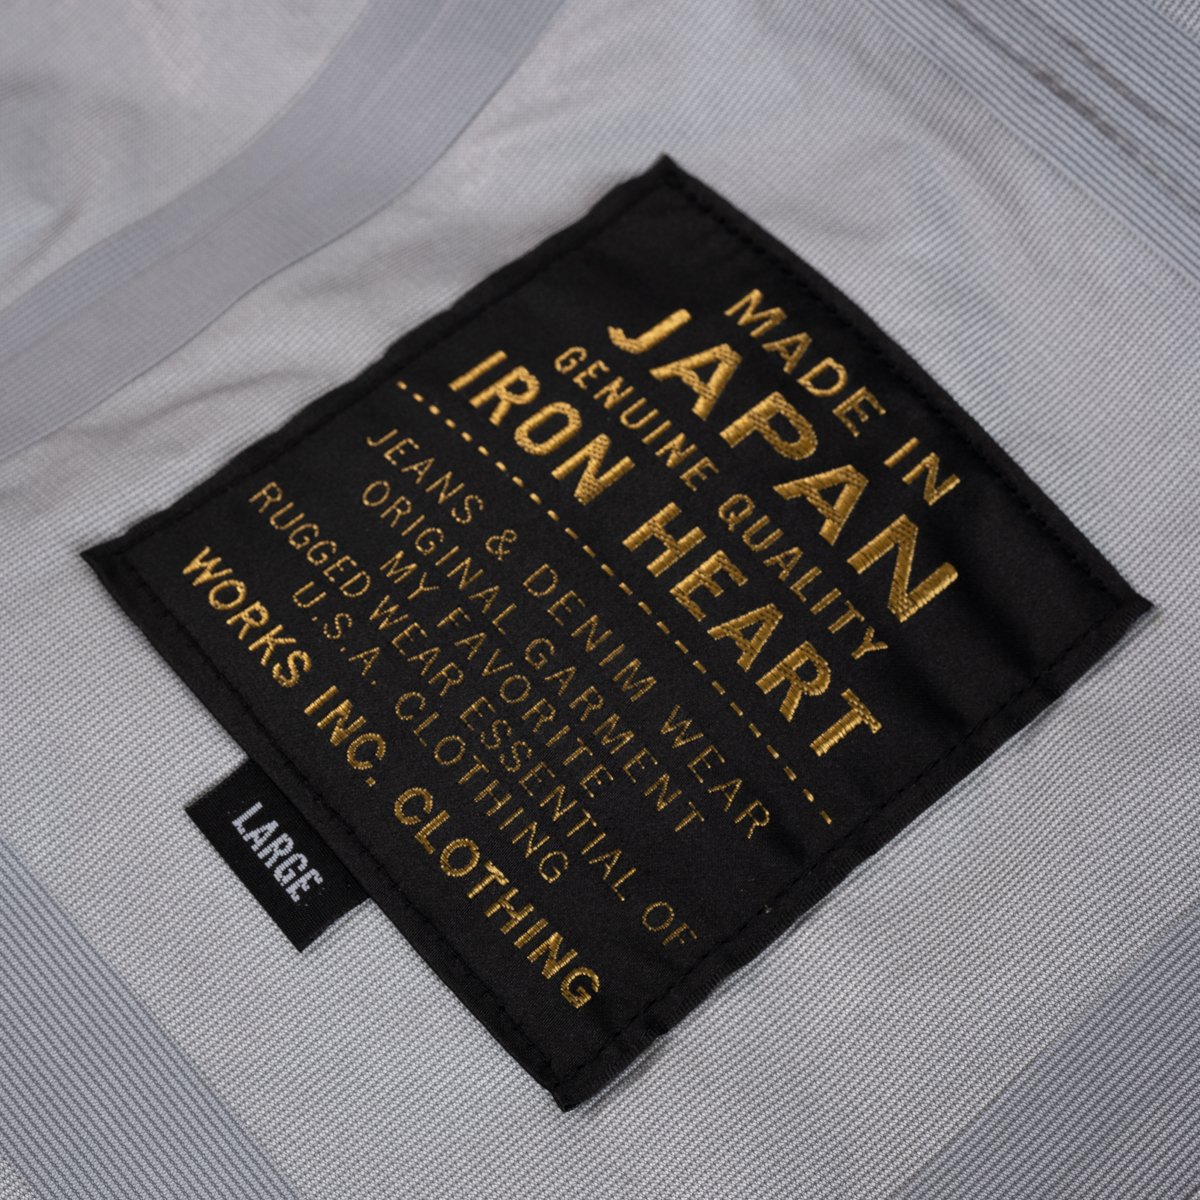 MADE IN
JAPAN
GENUINE QUALITY
IRON HEART
JEANS & DENIM WEAR
ORIGINAL GARMENT
MY FAVORITE
RUGGED WEAR ESSENTIAL OF
U.S.A. CLOTHING
WORKS INC. CLOTHING
LARGE